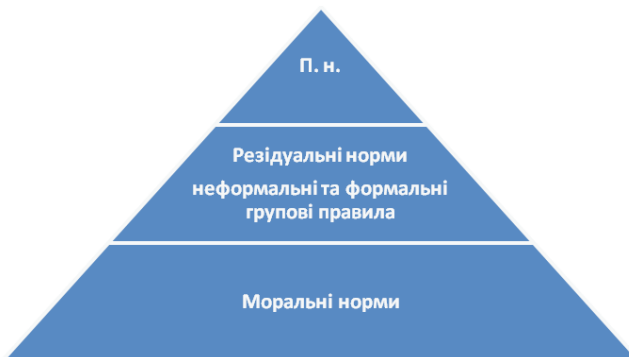 П. н.
Резідуальні норми
неформальні та формальні
групові правила
Моральні норми